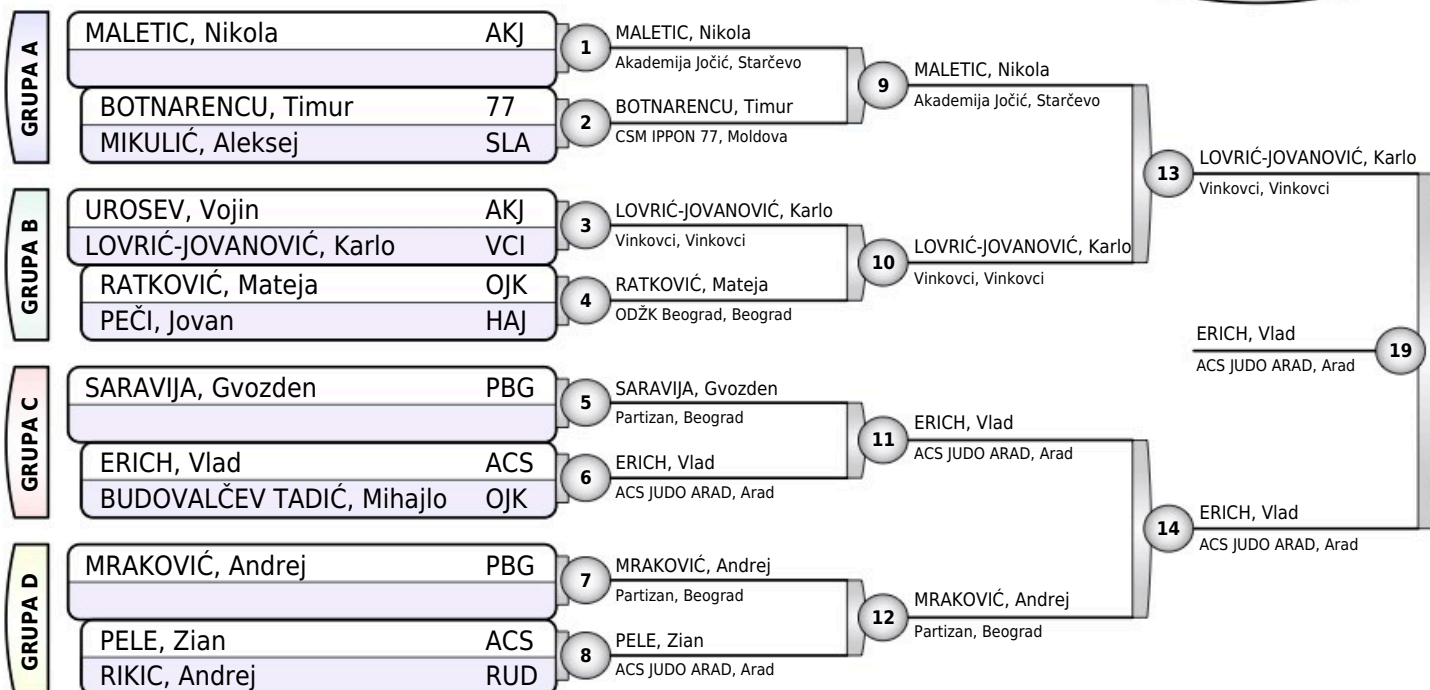 GRUPA A
MALETIC, Nikola AKJ
BOTNARENCU, Timur 77
MIKULIĆ, Aleksej SLA
GRUPA B
UROSEV, Vojin AKJ
LOVRIĆ-JOVANOVIĆ, Karlo VCI
RATKOVIĆ, Mateja OJK
PEČI, Jovan HAJ
GRUPA C
SARAVIJA, Gvozden PBG
ERICH, Vlad ACS
BUDOVALČEV TADIĆ, Mihajlo OJK
GRUPA D
MRAKOVIĆ, Andrej PBG
PELE, Zian ACS
RIKIC, Andrej RUD
1
MALETIC, Nikola
Akademija Jočić, Starčevo
2
BOTNARENCU, Timur
CSM IPPON 77, Moldova
3
LOVRIĆ-JOVANOVIĆ, Karlo
Vinkovci, Vinkovci
4
RATKOVIĆ, Mateja
ODŽK Beograd, Beograd
5
SARAVIJA, Gvozden
Partizan, Beograd
6
ERICH, Vlad
ACS JUDO ARAD, Arad
7
MRAKOVIĆ, Andrej
Partizan, Beograd
8
PELE, Zian
ACS JUDO ARAD, Arad
9
MALETIC, Nikola
Akademija Jočić, Starčevo
10
LOVRIĆ-JOVANOVIĆ, Karlo
Vinkovci, Vinkovci
11
ERICH, Vlad
ACS JUDO ARAD, Arad
12
MRAKOVIĆ, Andrej
Partizan, Beograd
13
LOVRIĆ-JOVANOVIĆ, Karlo
Vinkovci, Vinkovci
14
ERICH, Vlad
ACS JUDO ARAD, Arad
ERICH, Vlad
ACS JUDO ARAD, Arad
19